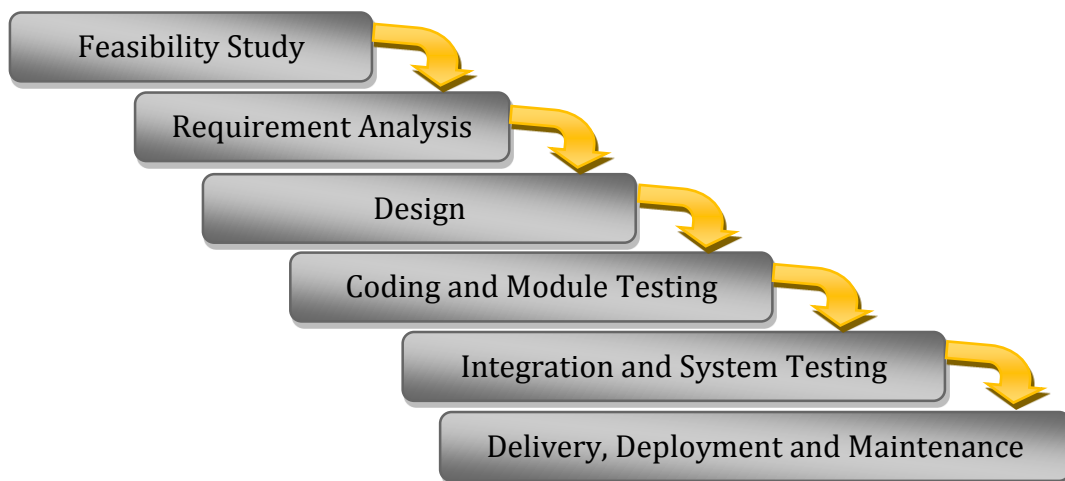 Feasibility Study
Requirement Analysis
Design
Coding and Module Testing
Integration and System Testing
Delivery, Deployment and Maintenance